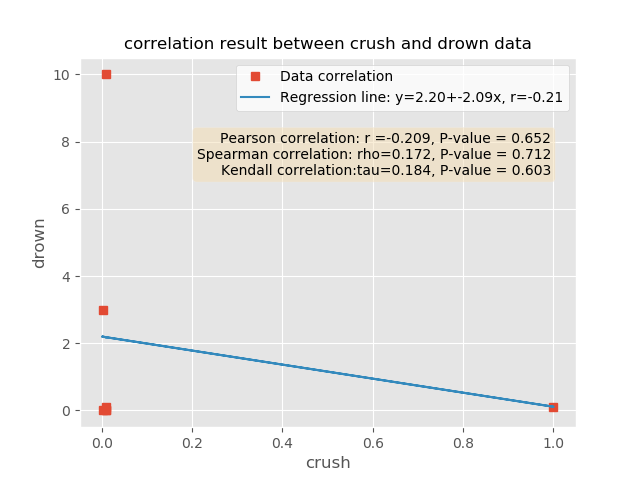 correlation result between crush and drown data
Data correlation
Regression line: y=2.20+-2.09x, r=-0.21
Pearson correlation: r =-0.209, P-value = 0.652
Spearman correlation: rho=0.172, P-value = 0.712
Kendall correlation:tau=0.184, P-value = 0.603
10
8
6
4
2
0
drown
0.0 0.2 0.4 0.6 0.8 1.0
crush